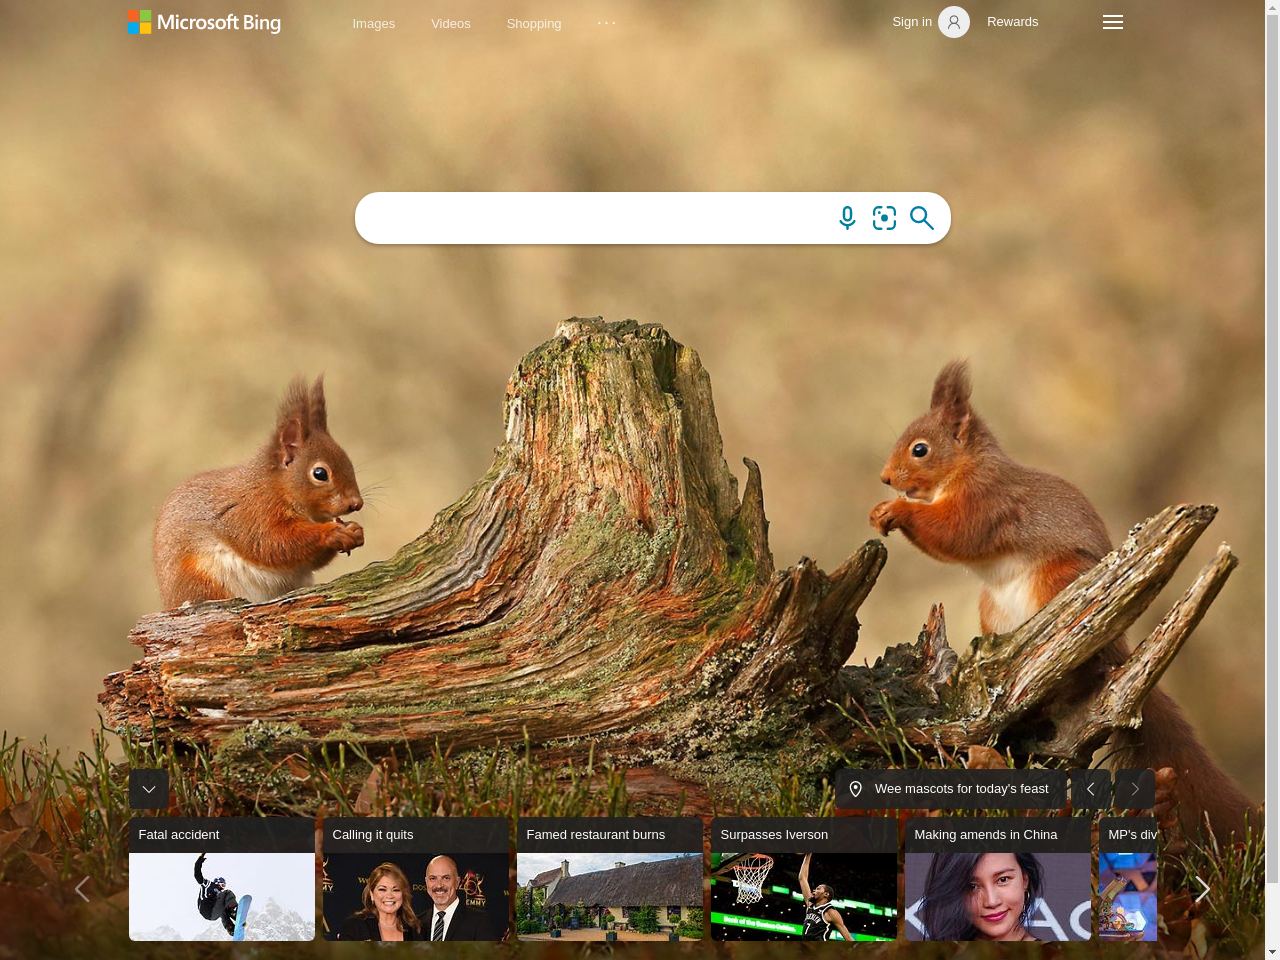 Microsoft Bing
Images
Videos
Shopping
Sign in
Rewards
Wee mascots for today's feast
Fatal accident
Calling it quits
Famed restaurant burns
Surpasses Iverson
Making amends in China
MP's div